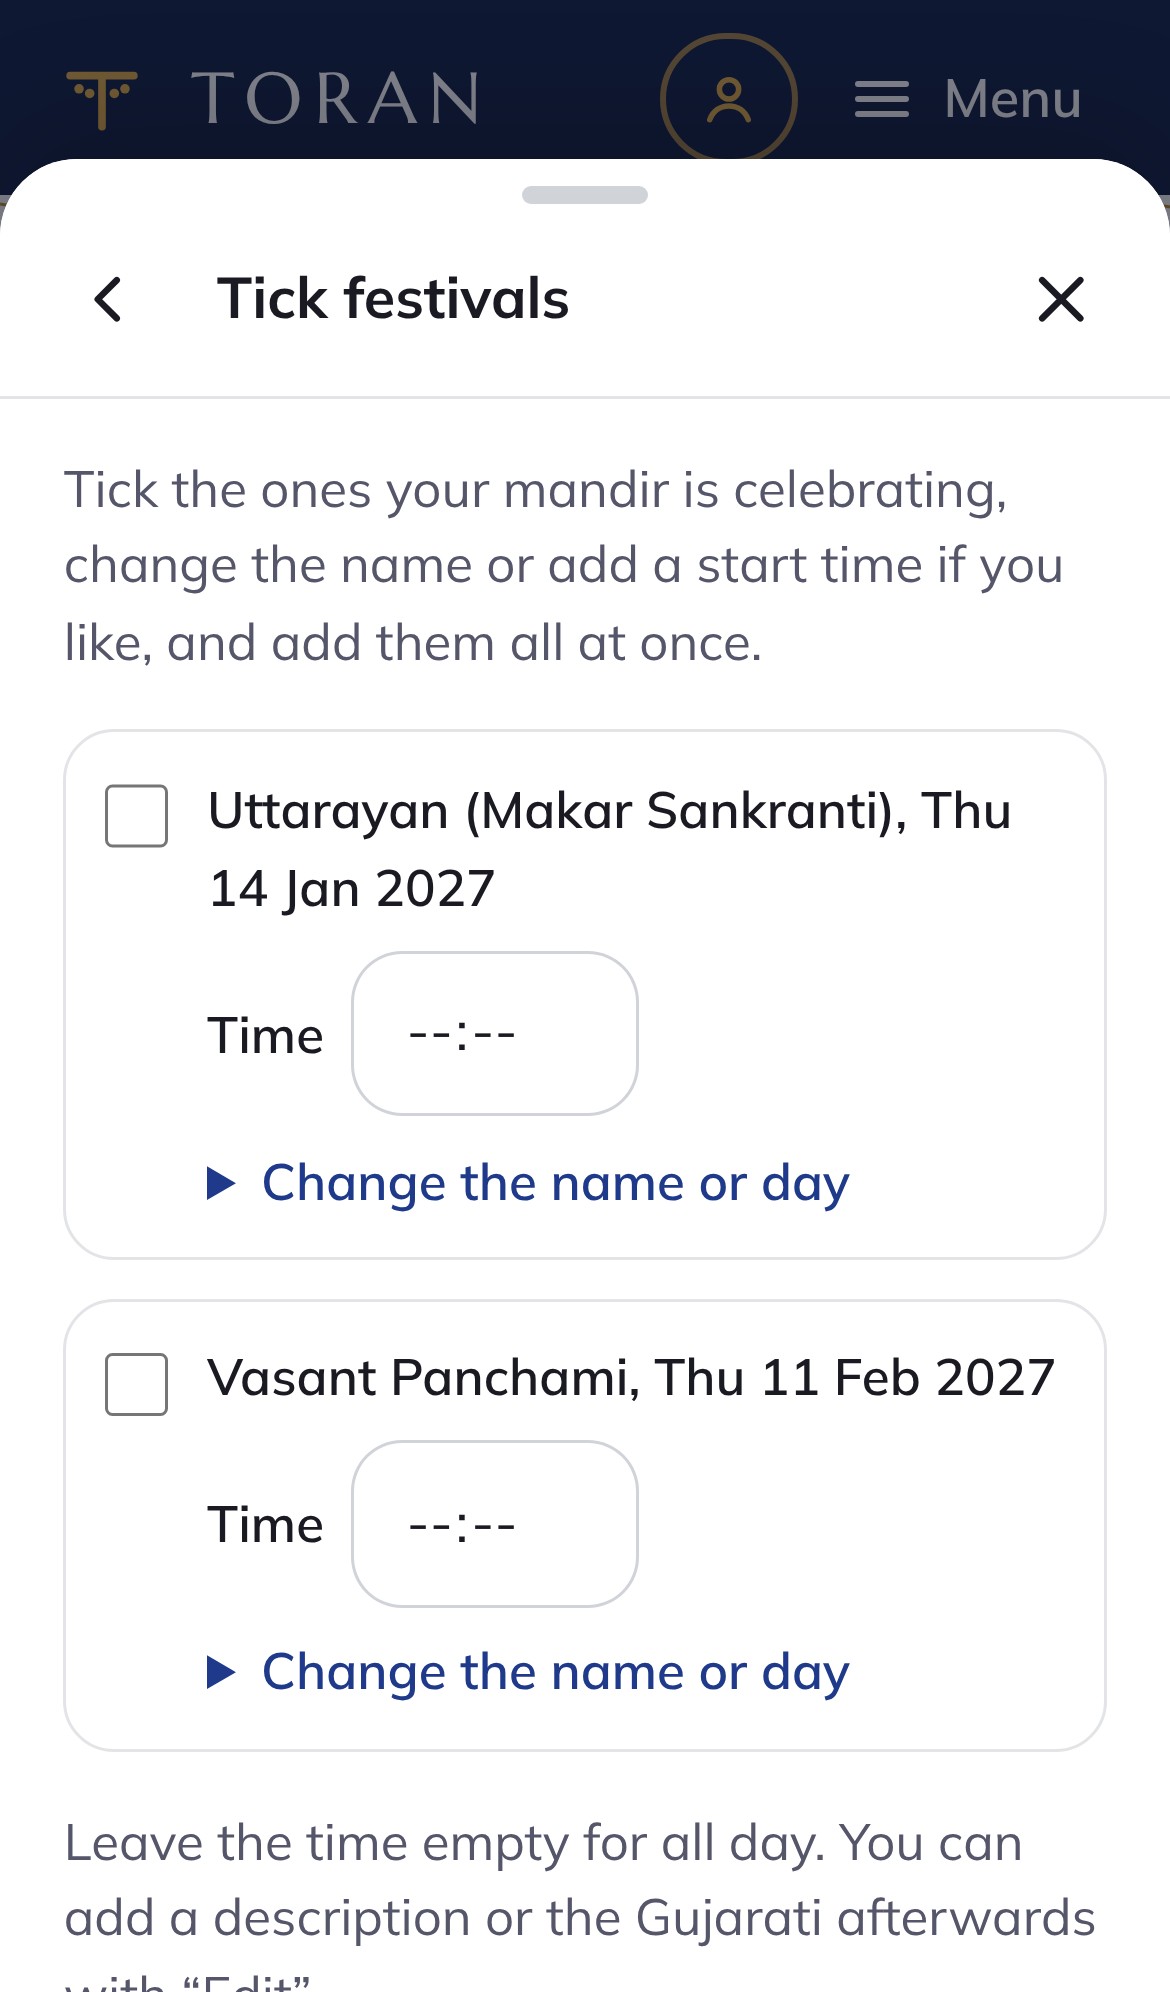 TORAN
Menu
Tick festivals
Tick the ones your mandir is celebrating,
change the name or add a start time if you
like, and add them all at once.
Uttarayan (Makar Sankranti), Thu
14 Jan 2027
Time
--:--
Change the name or day
Vasant Panchami, Thu 11 Feb 2027
Time
--:--
Change the name or day
Leave the time empty for all day. You can
add a description or the Gujarati afterwards
with “Edit”